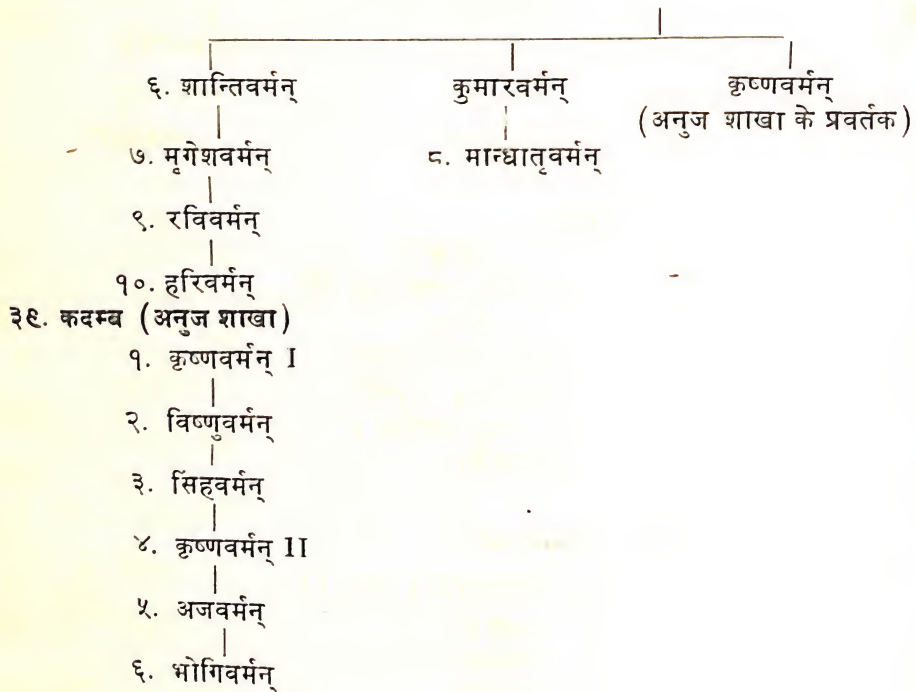 ६. शान्तिवर्मन् कुमारवर्मन् कृष्णवर्मन्
(अनुज शाखा के प्रवर्तक)
७. मृगेशवर्मन् ८. मान्धातृवर्मन्
९. रविवर्मन्
१०. हरिवर्मन्
३९. कदम्ब (अनुज शाखा)
१. कृष्णवर्मन् I
२. विष्णुवर्मन्
३. सिंहवर्मन्
४. कृष्णवर्मन् II
५. अजवर्मन्
६. भोगिवर्मन्